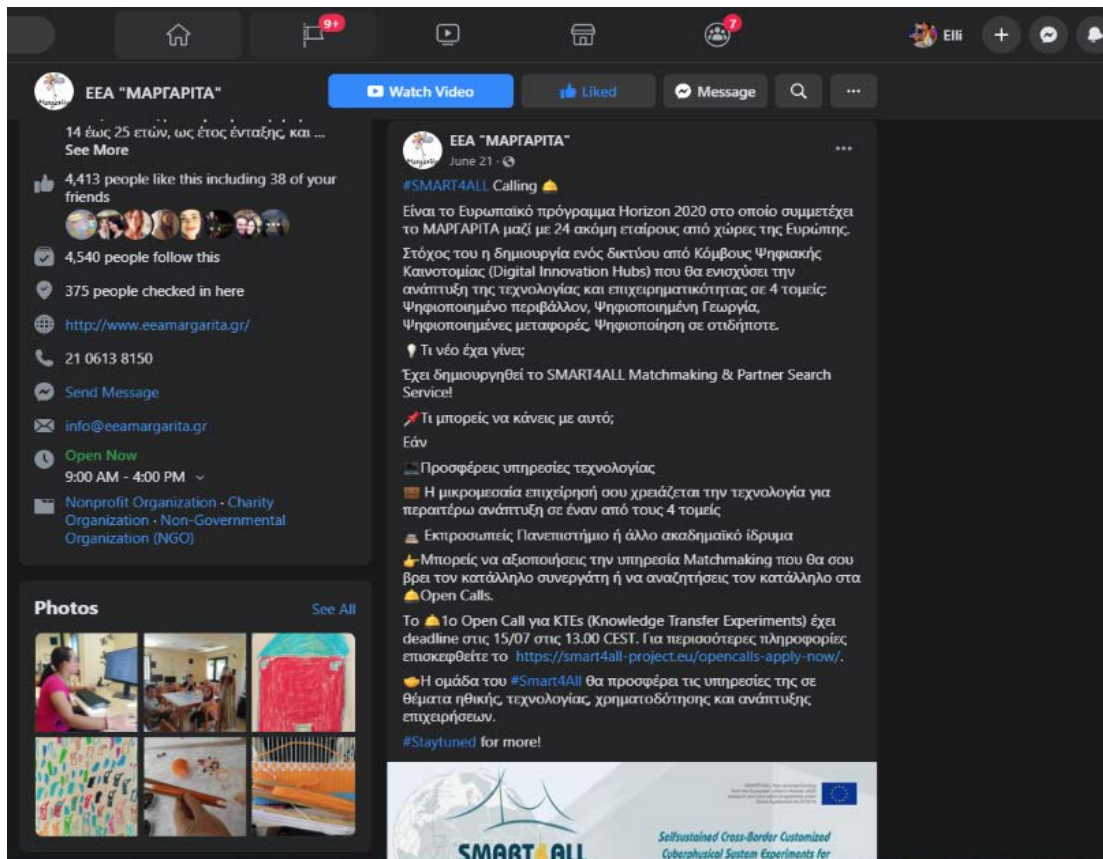 9+
7
Elli
ΕΕΑ "ΜΑΡΓΑΡΙΤΑ"
Watch Video
Liked
Message
14 έως 25 ετών, ως έτος ένταξης, και ...
See More
4,413 people like this including 38 of your
friends
4,540 people follow this
375 people checked in here
http://www.eeamargarita.gr/
21 0613 8150
Send Message
info@eeamargarita.gr
Open Now
9:00 AM - 4:00 PM
Nonprofit Organization · Charity
Organization · Non-Governmental
Organization (NGO)
Photos
See All
ΕΕΑ "ΜΑΡΓΑΡΙΤΑ"
June 21 ·
#SMART4ALL Calling 🛎
Είναι το Ευρωπαϊκό πρόγραμμα Horizon 2020 στο οποίο συμμετέχει
το ΜΑΡΓΑΡΙΤΑ μαζί με 24 ακόμη εταίρους από χώρες της Ευρώπης.
Στόχος του η δημιουργία ενός δικτύου από Κόμβους Ψηφιακής
Καινοτομίας (Digital Innovation Hubs) που θα ενισχύσει την
ανάπτυξη της τεχνολογίας και επιχειρηματικότητας σε 4 τομείς:
Ψηφιοποιημένο περιβάλλον, Ψηφιοποιημένη Γεωργία,
Ψηφιοποιημένες μεταφορές, Ψηφιοποίηση σε οτιδήποτε.
💡Τι νέο έχει γίνει;
Έχει δημιουργηθεί το SMART4ALL Matchmaking & Partner Search
Service!
📌Τι μπορείς να κάνεις με αυτό;
Εάν
💻Προσφέρεις υπηρεσίες τεχνολογίας
💼 Η μικρομεσαία επιχείρησή σου χρειάζεται την τεχνολογία για
περαιτέρω ανάπτυξη σε έναν από τους 4 τομείς
Εκπροσωπείς Πανεπιστήμιο ή άλλο ακαδημαϊκό ίδρυμα
👉Μπορείς να αξιοποιήσεις την υπηρεσία Matchmaking που θα σου
βρει τον κατάλληλο συνεργάτη ή να αναζητήσεις τον κατάλληλο στα
🛎Open Calls.
Το 🛎1ο Open Call για KTEs (Knowledge Transfer Experiments) έχει
deadline στις 15/07 στις 13.00 CEST. Για περισσότερες πληροφορίες
επισκεφθείτε το https://smart4all-project.eu/opencalls-apply-now/.
🤝Η ομάδα του #Smart4All θα προσφέρει τις υπηρεσίες της σε
θέματα ηθικής, τεχνολογίας, χρηματοδότησης και ανάπτυξης
επιχειρήσεων.
#Staytuned for more!
SMART4ALL
Selfsustained Cross-Border Customized
Cyberphysical System Experiments for